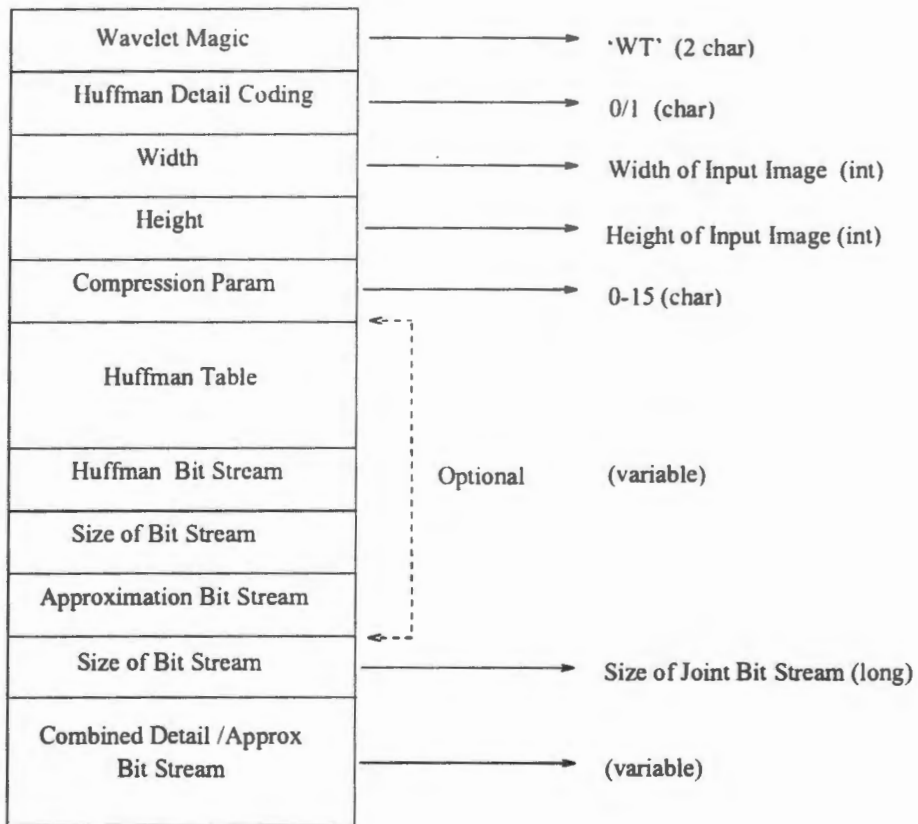 Wavelet Magic
'WT' (2 char)
Huffman Detail Coding
0/1 (char)
Width
Width of Input Image (int)
Height
Height of Input Image (int)
Compression Param
0-15 (char)
Huffman Table
Huffman Bit Stream
Optional
(variable)
Size of Bit Stream
Approximation Bit Stream
Size of Bit Stream
Size of Joint Bit Stream (long)
Combined Detail /Approx
Bit Stream
(variable)